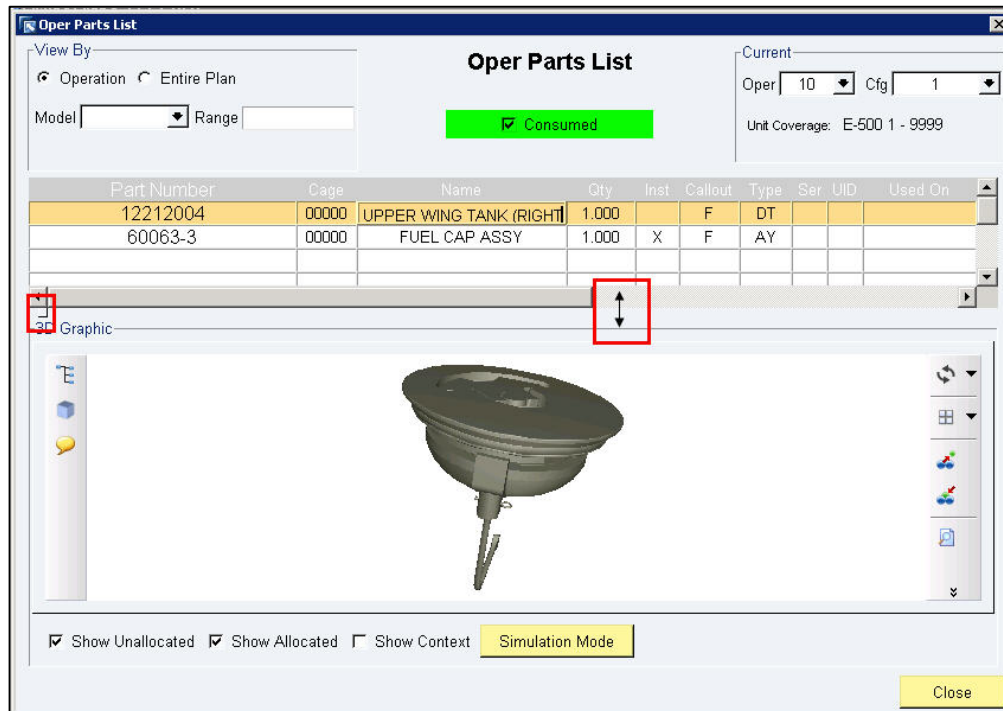 Oper Parts List
View By
Operation Entire Plan
Model Range
Oper Parts List
Consumed
Current
Oper 10 Cfg 1
Unit Coverage: E-500 1 - 9999
Part Number Cage Name Qty Inst Callout Type Ser UID Used On
12212004 00000 UPPER WING TANK (RIGHT 1.000 F DT
60063-3 00000 FUEL CAP ASSY 1.000 X F AY
3D Graphic
Show Unallocated Show Allocated Show Context Simulation Mode
Close